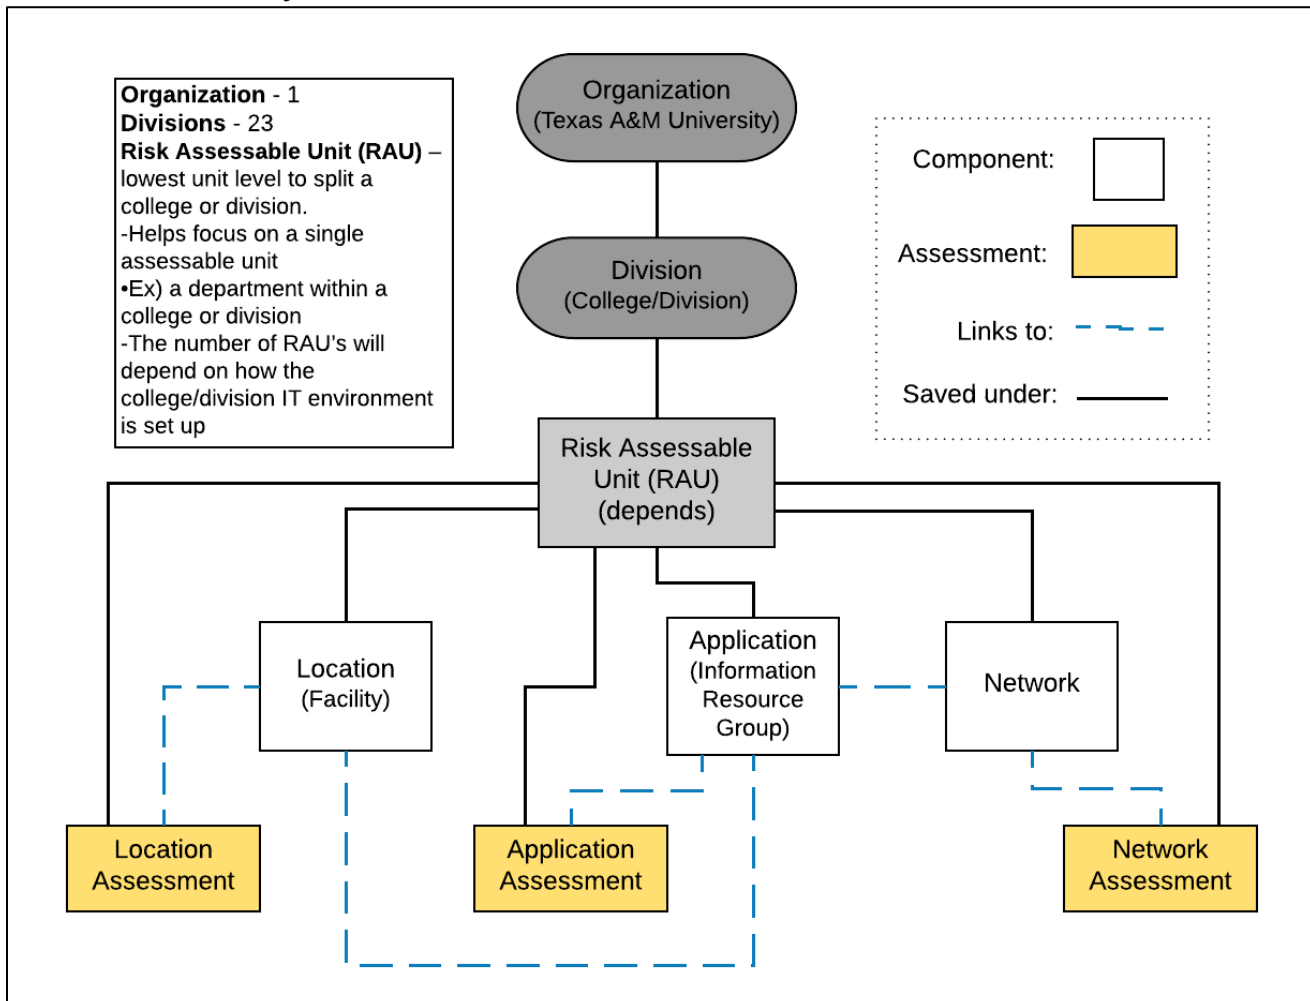 Organization - 1
Divisions - 23
Risk Assessable Unit (RAU) –
lowest unit level to split a
college or division.
-Helps focus on a single
assessable unit
•Ex) a department within a
college or division
-The number of RAU's will
depend on how the
college/division IT environment
is set up
Organization
(Texas A&M University)
Division
(College/Division)
Component:
Assessment:
Links to:
Saved under:
Risk Assessable
Unit (RAU)
(depends)
Location
(Facility)
Application
(Information
Resource
Group)
Network
Location
Assessment
Application
Assessment
Network
Assessment